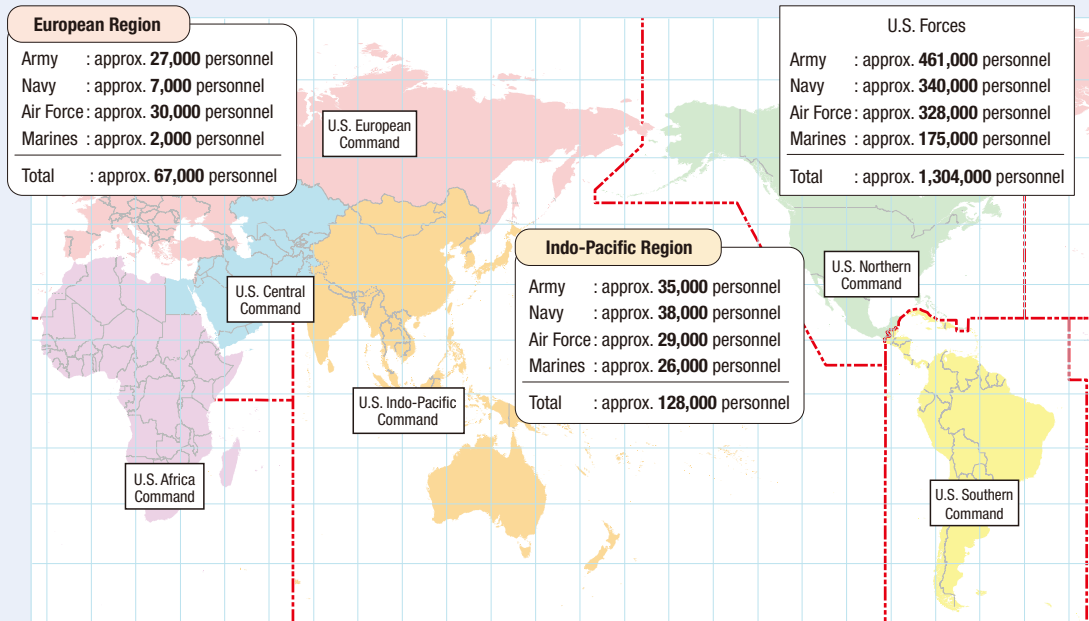 European Region
Army : approx. 27,000 personnel
Navy : approx. 7,000 personnel
Air Force : approx. 30,000 personnel
Marines : approx. 2,000 personnel
Total : approx. 67,000 personnel
U.S. Forces
Army : approx. 461,000 personnel
Navy : approx. 340,000 personnel
Air Force : approx. 328,000 personnel
Marines : approx. 175,000 personnel
Total : approx. 1,304,000 personnel
U.S. European
Command
Indo-Pacific Region
Army : approx. 35,000 personnel
Navy : approx. 38,000 personnel
Air Force : approx. 29,000 personnel
Marines : approx. 26,000 personnel
Total : approx. 128,000 personnel
U.S. Northern
Command
U.S. Central
Command
U.S. Indo-Pacific
Command
U.S. Africa
Command
U.S. Southern
Command